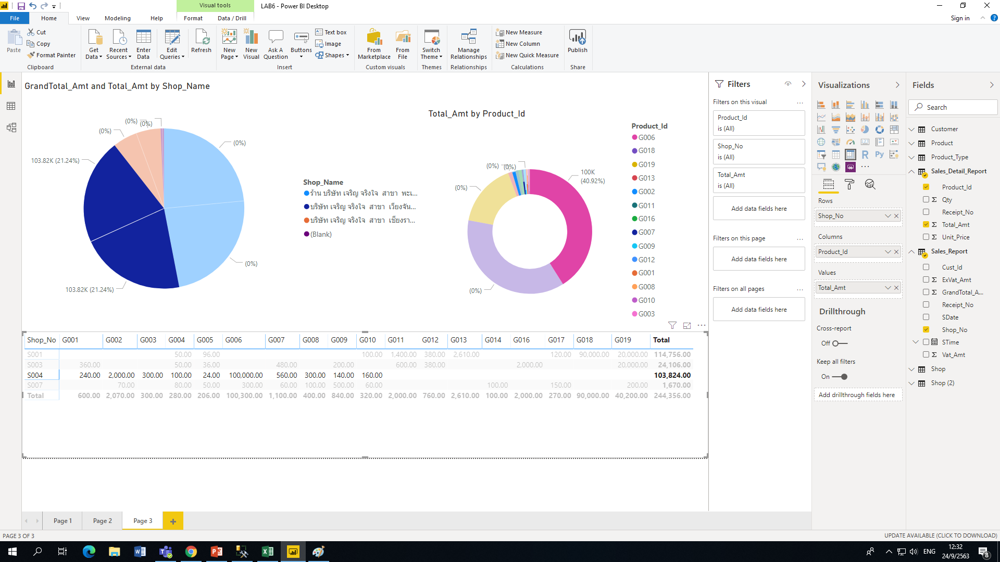 Visual tools
LAB6 - Power BI Desktop
File Home View Modeling Help Format Data / Drill
Sign in
Paste
Cut
Copy
Format Painter
Clipboard
Get Data
Recent Sources
Enter Data
Edit Queries
Refresh
External data
New Page
New Visual
Ask A Question
Buttons
Text box
Image
Shapes
Insert
From Marketplace
From File
Custom visuals
Switch Theme
Themes
Manage Relationships
Relationships
New Measure
New Column
New Quick Measure
Calculations
Publish
Share
GrandTotal_Amt and Total_Amt by Shop_Name
(0%)
(0%)
(0%)
(0%)
103.82K (21.24%)
(0%)
103.82K (21.24%)
Shop_Name
ร้าน บริษัท เจริญ จริงใจ สาขา พะเ...
บริษัท เจริญ จริงใจ สาขา เวียงจัน...
บริษัท เจริญ จริงใจ สาขา เชียงรา...
(Blank)
Total_Amt by Product_Id
(0%)
(0%)
100K
(40.92%)
(0%)
(0%)
Product_Id
G006
G018
G019
G013
G002
G011
G016
G007
G009
G012
G001
G008
G010
G003
Shop_No G001 G002 G003 G004 G005 G006 G007 G008 G009 G010 G011 G012 G013 G014 G016 G017 G018 G019 Total
S001 50.00 96.00 100.00 1,400.00 380.00 2,610.00 120.00 90,000.00 20,000.00 114,756.00
S003 360.00 50.00 36.00 480.00 200.00 600.00 380.00 2,000.00 20,000.00 24,106.00
S004 240.00 2,000.00 300.00 100.00 24.00 100,000.00 560.00 300.00 140.00 160.00 103,824.00
S007 70.00 80.00 50.00 300.00 60.00 100.00 500.00 60.00 100.00 150.00 200.00 1,670.00
Total 600.00 2,070.00 300.00 280.00 206.00 100,300.00 1,100.00 400.00 840.00 320.00 2,000.00 760.00 2,610.00 100.00 2,000.00 270.00 90,000.00 40,200.00 244,356.00
Filters
Filters on this visual ...
Product_Id
is (All)
Shop_No
is (All)
Total_Amt
is (All)
Add data fields here
Filters on this page ...
Add data fields here
Filters on all pages ...
Add data fields here
Visualizations
R Py
Rows
Shop_No
Columns
Product_Id
Values
Total_Amt
Drillthrough
Cross-report
Off
Keep all filters
On
Add drillthrough fields here
Fields
Search
Customer
Product
Product_Type
Sales_Detail_Report
Product_Id
Σ Qty
Receipt_No
Σ Total_Amt
Σ Unit_Price
Sales_Report
Cust_Id
Σ ExVat_Amt
Σ GrandTotal_A...
Receipt_No
SDate
Shop_No
STime
Σ Vat_Amt
Shop
Shop (2)
Page 1 Page 2 Page 3
PAGE 3 OF 3
UPDATE AVAILABLE (CLICK TO DOWNLOAD)
ENG
12:32
24/9/2563
8